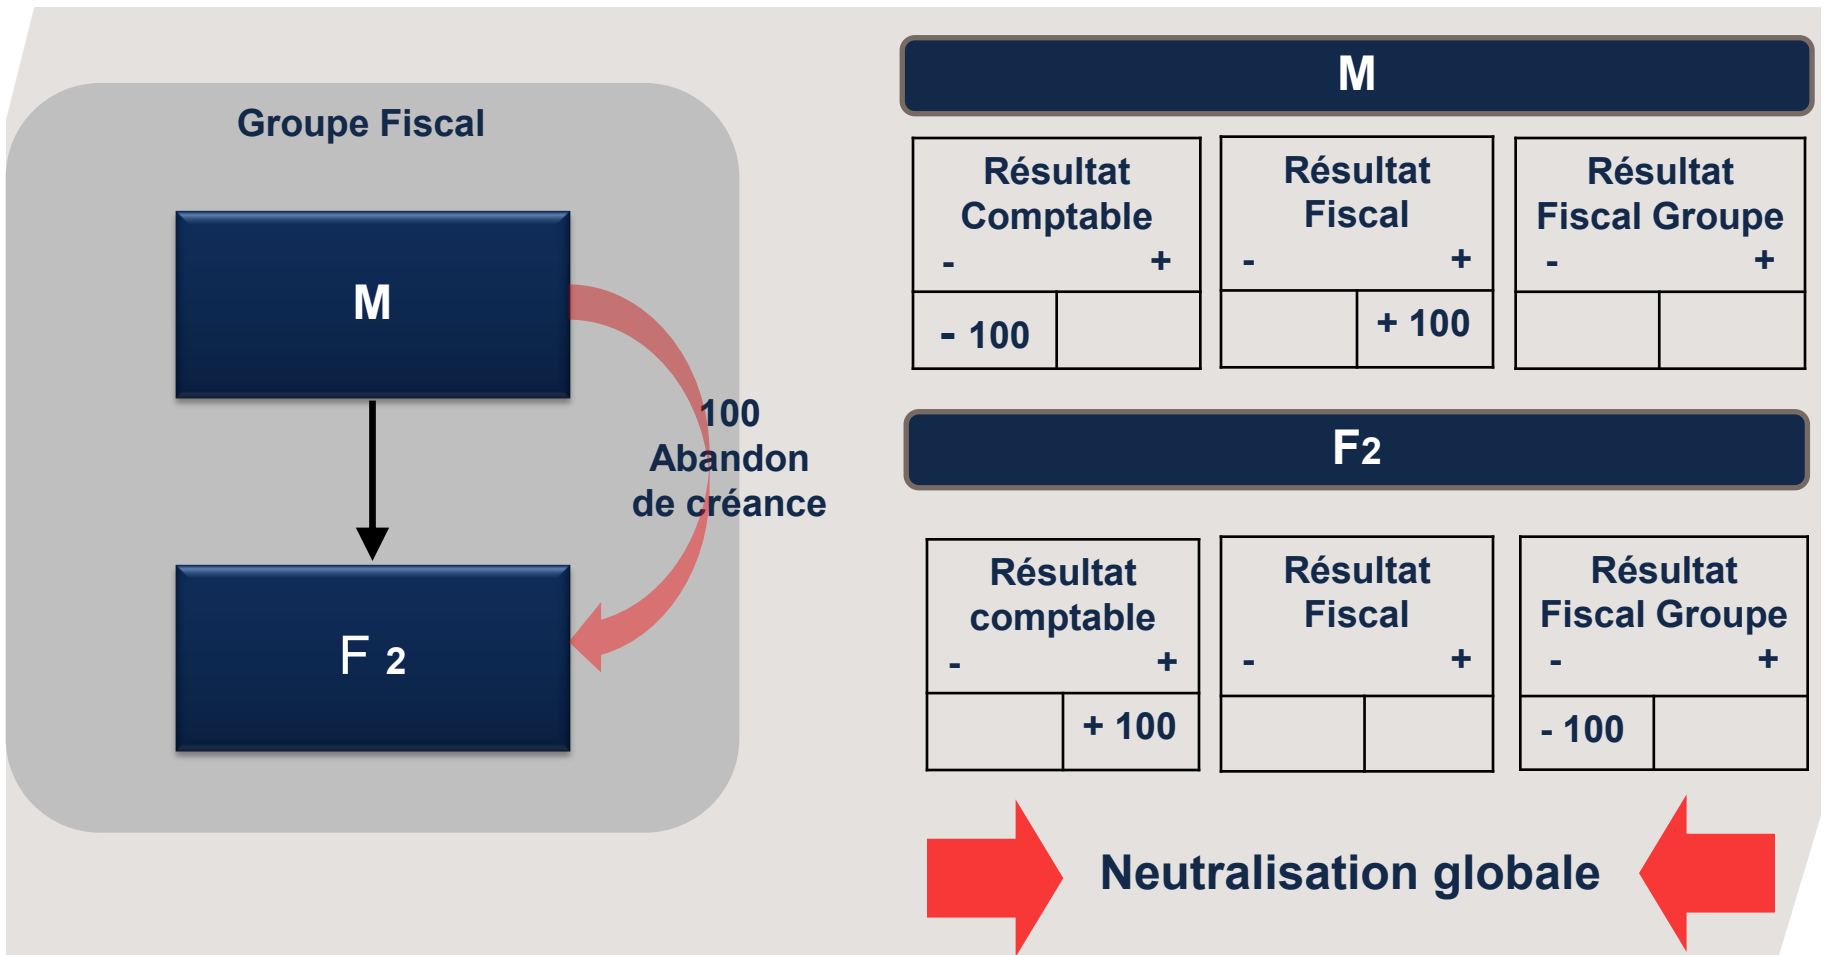 Groupe Fiscal
M
100
Abandon
de créance
F 2
M
Résultat
Comptable
- +
- 100
Résultat
Fiscal
- +
+ 100
Résultat
Fiscal Groupe
- +
F2
Résultat
comptable
- +
+ 100
Résultat
Fiscal
- +
Résultat
Fiscal Groupe
- +
- 100
Neutralisation globale